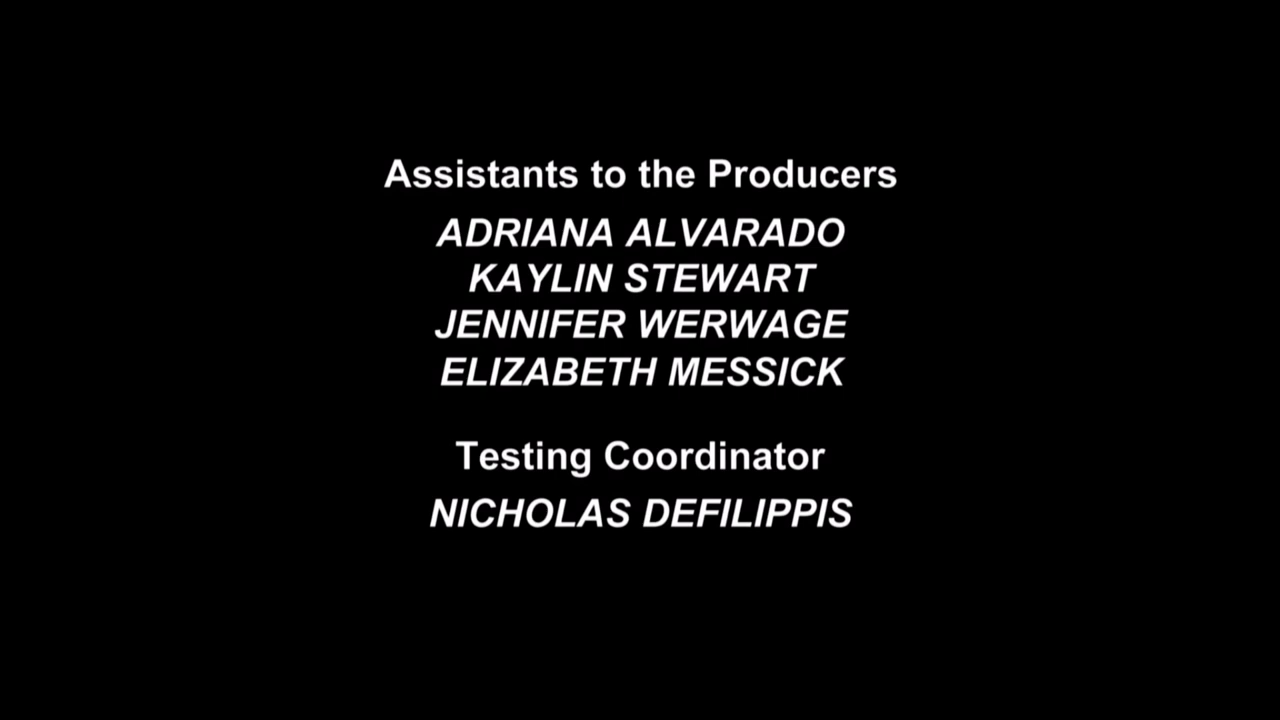 Assistants to the Producers
ADRIANA ALVARADO
KAYLIN STEWART
JENNIFER WERWAGE
ELIZABETH MESSICK
Testing Coordinator
NICHOLAS DEFILIPPIS